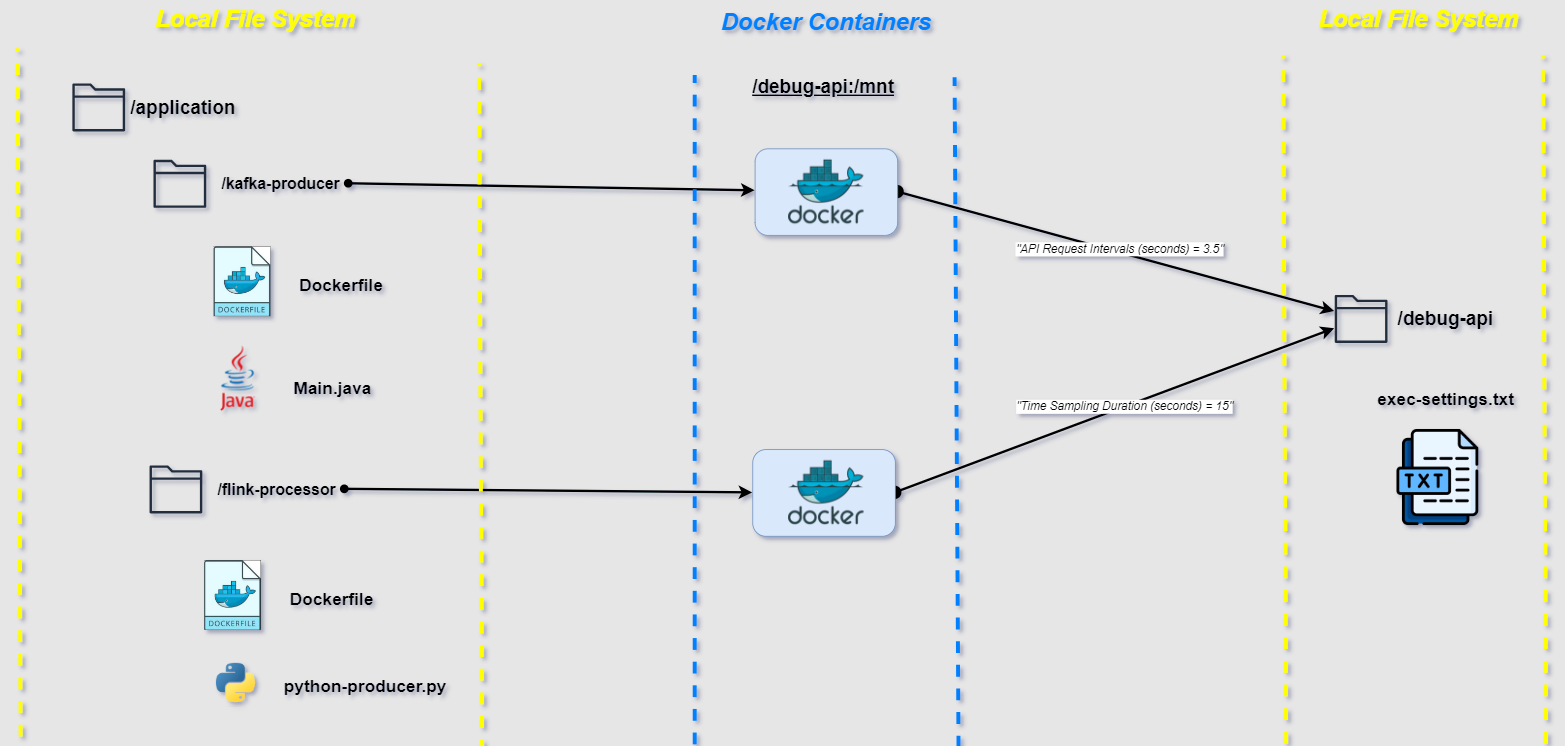 Local File System
Docker Containers
Local File System
/debug-api:/mnt
/application
/kafka-producer
docker
"API Request Intervals (seconds) = 3.5"
DOCKERFILE
Dockerfile
/debug-api
Java
Main.java
exec-settings.txt
"Time Sampling Duration (seconds) = 15"
/flink-processor
docker
TXT
DOCKERFILE
Dockerfile
python-producer.py